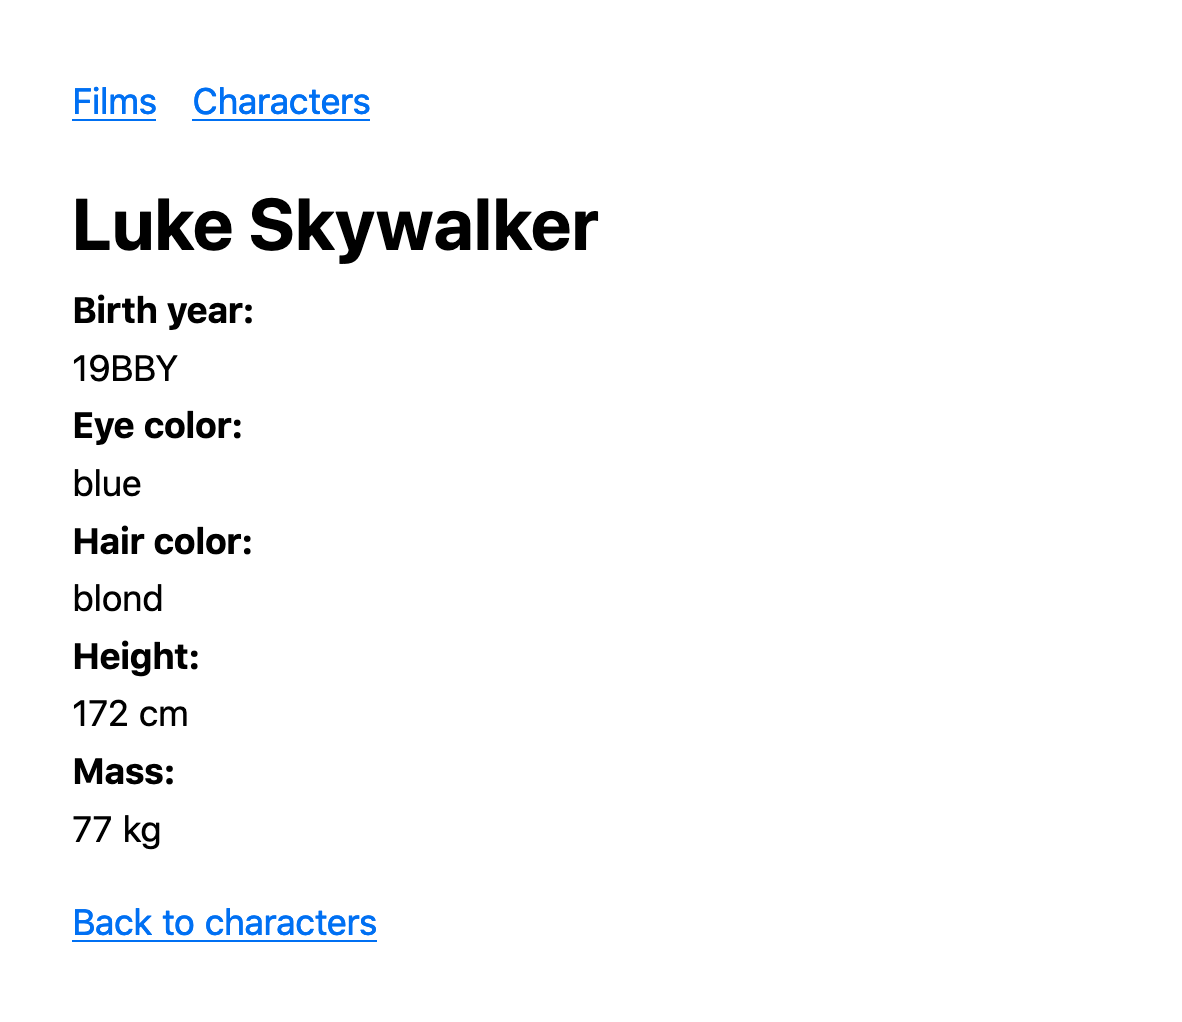 Films Characters
Luke Skywalker
Birth year:
19BBY
Eye color:
blue
Hair color:
blond
Height:
172 cm
Mass:
77 kg
Back to characters